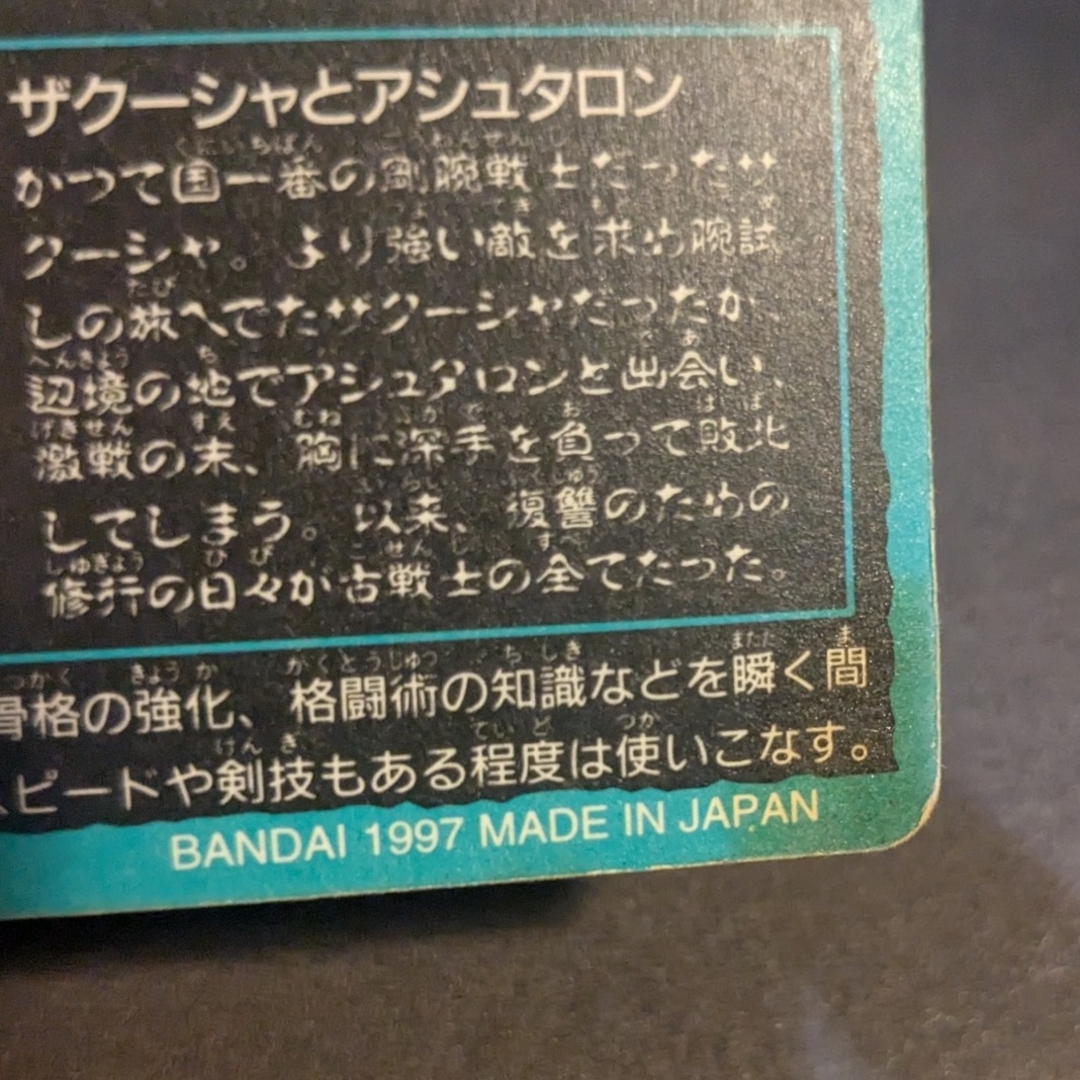 ザクーシャとアシュタロン
かつて国一番の剛腕戦士だったザ
クーシャ。より強い敵を求め腕試
しの旅へでたザクーシャだったが、
辺境の地でアシュタロンと出会い、
激戦の末、胸に深手を負って敗北
してしまう。以来、復讐のための
修行の日々が古戦士の全てだった。
骨格の強化、格闘術の知識などを瞬く間
スピードや剣技もある程度は使いこなす。
BANDAI 1997 MADE IN JAPAN